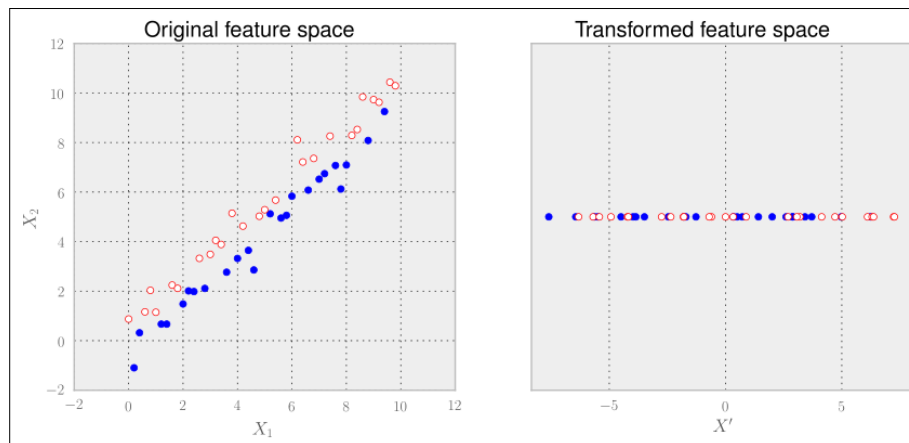 Original feature space
12
10
8
6
4
2
0
−2
X₂
−2 0 2 4 6 8 10 12
X₁
Transformed feature space
−5 0 5
X′